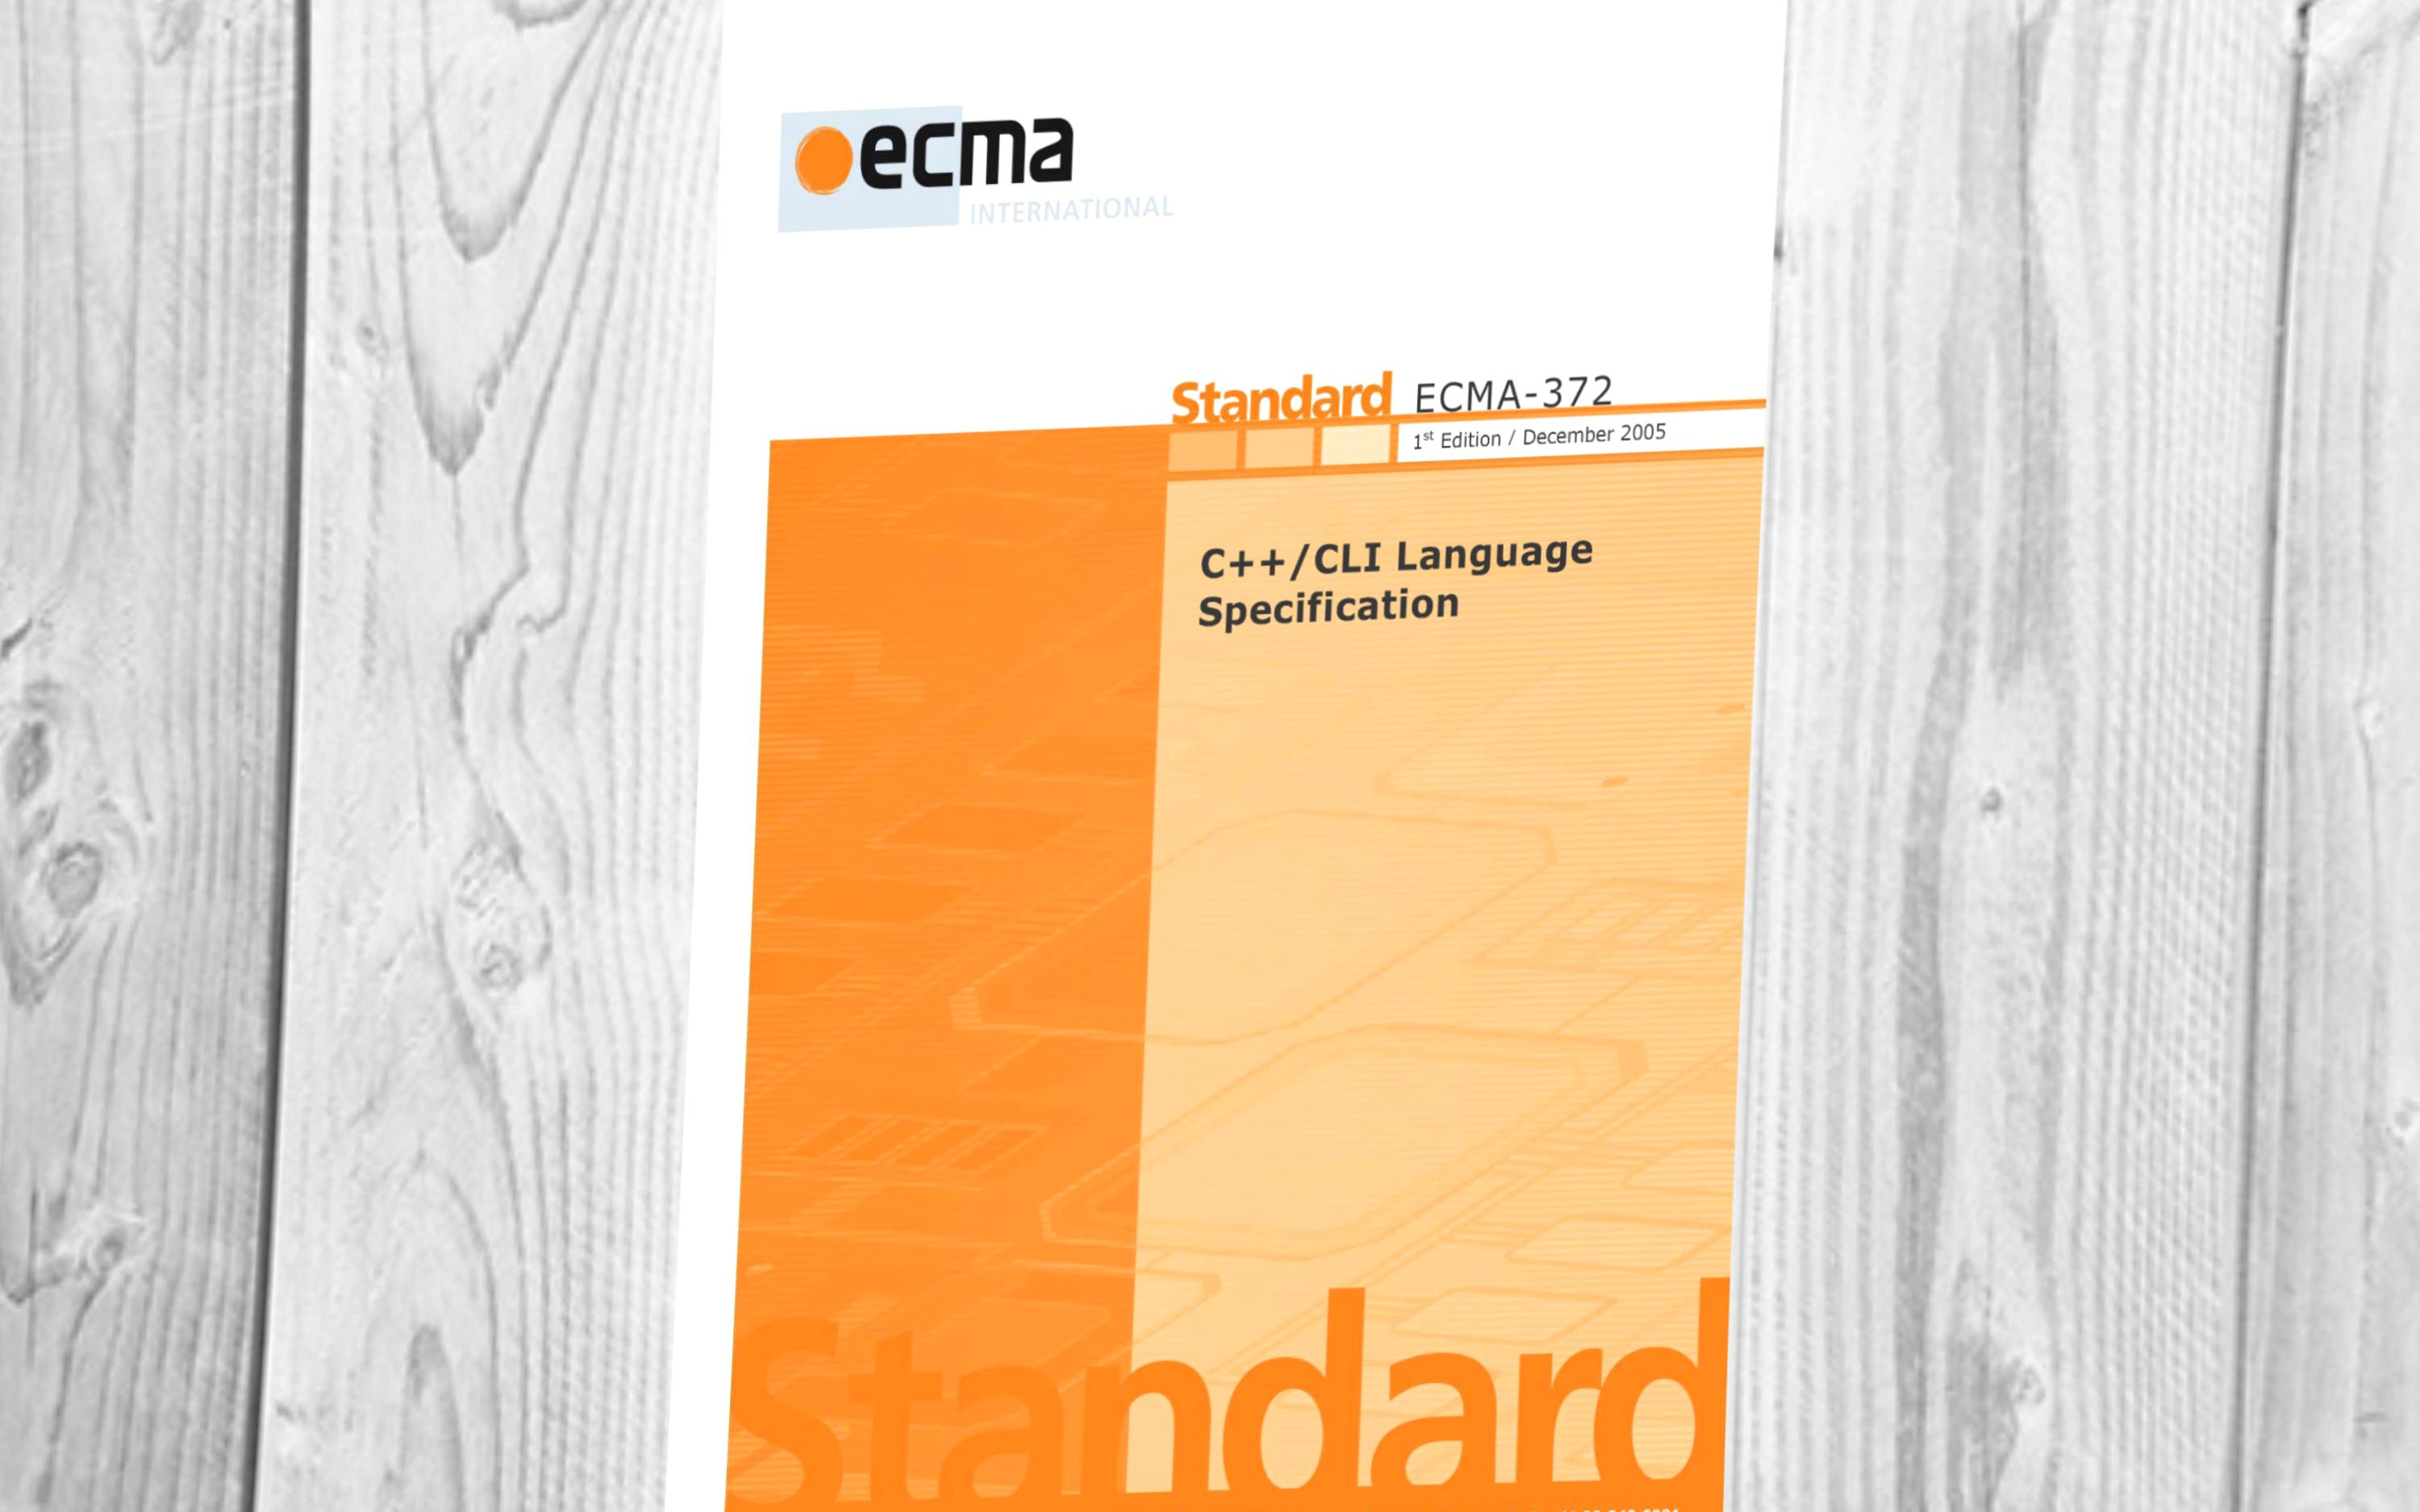 ecma
INTERNATIONAL
Standard ECMA-372
1st Edition / December 2005
C++/CLI Language
Specification
Standard